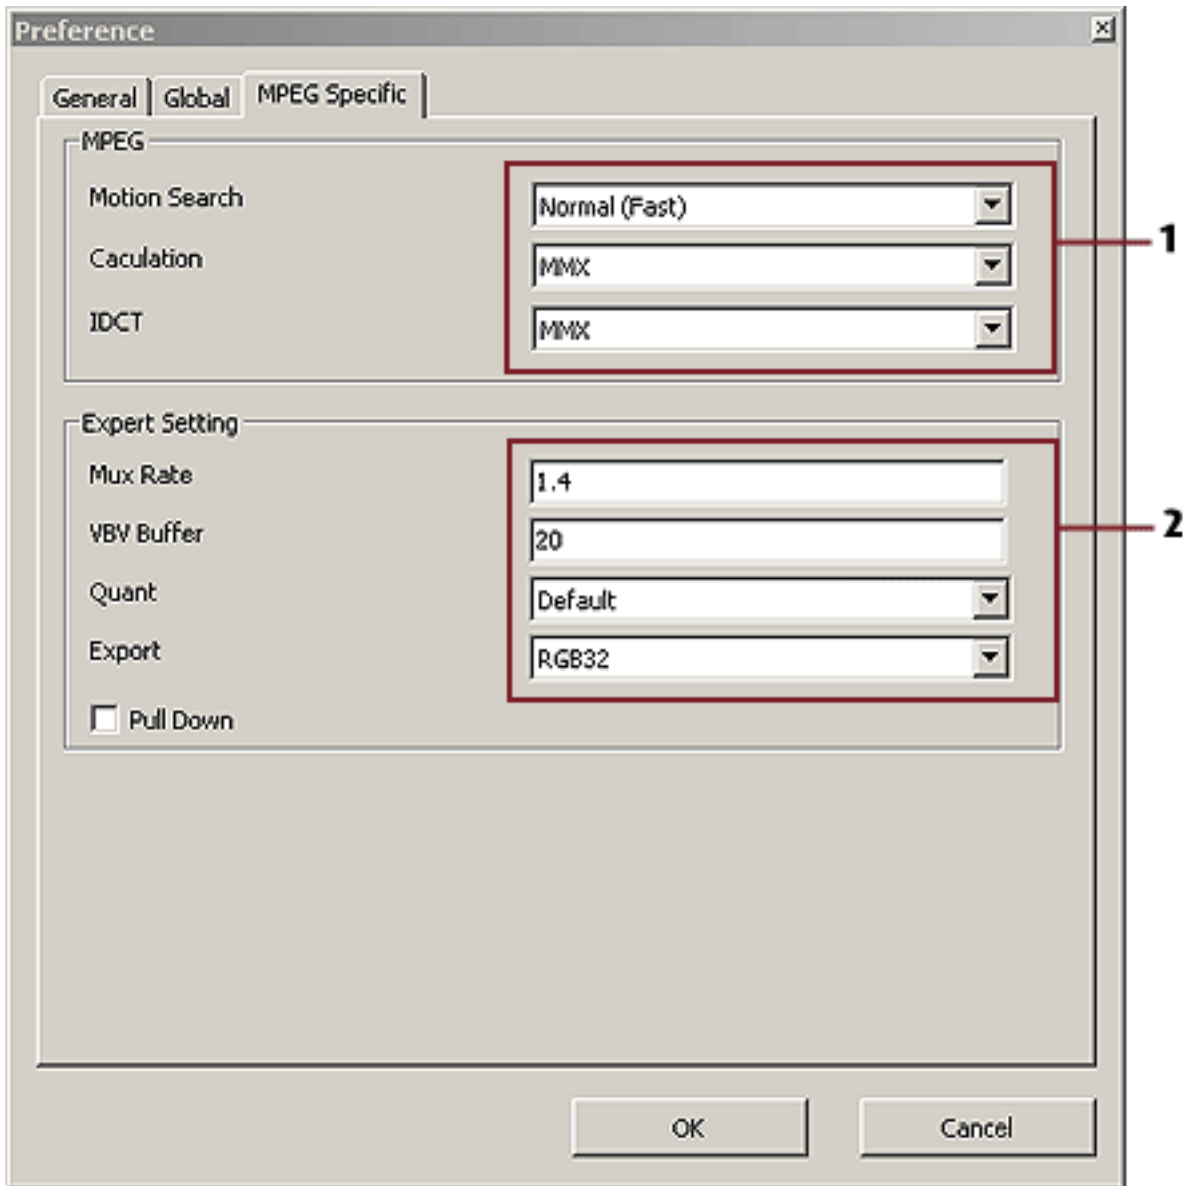 Preference
General Global MPEG Specific
MPEG
Motion Search Normal (Fast)
1
Caculation MMX
IDCT MMX
Expert Setting
Mux Rate 1.4
2
VBV Buffer 20
Quant Default
Export RGB32
Pull Down
OK Cancel